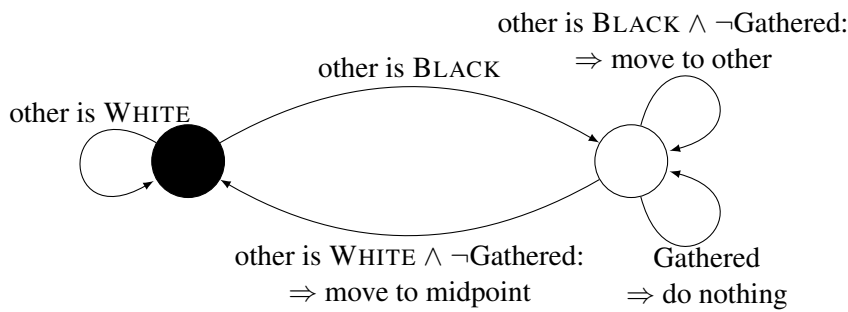 other is BLACK ∧ ¬Gathered:
⇒ move to other
other is BLACK
other is WHITE
other is WHITE ∧ ¬Gathered:
⇒ move to midpoint
Gathered
⇒ do nothing